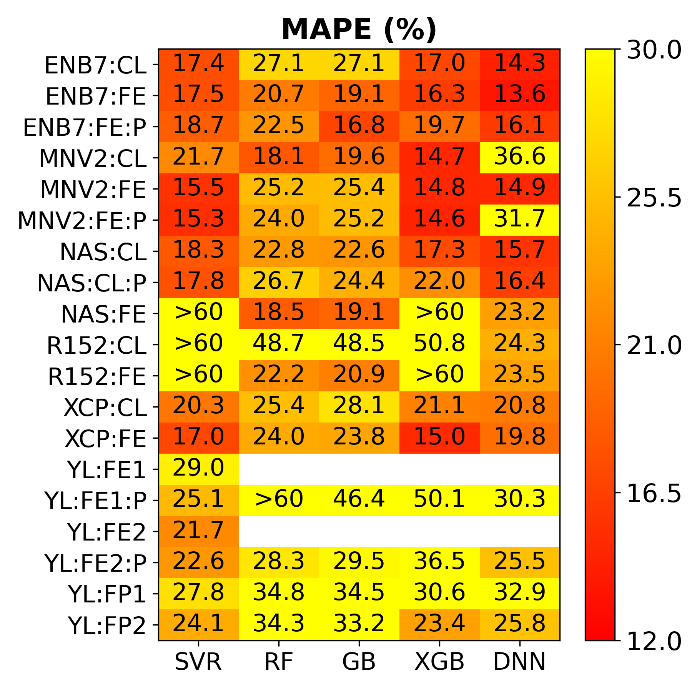 MAPE (%)
ENB7:CL 17.4 27.1 27.1 17.0 14.3
ENB7:FE 17.5 20.7 19.1 16.3 13.6
ENB7:FE:P 18.7 22.5 16.8 19.7 16.1
MNV2:CL 21.7 18.1 19.6 14.7 36.6
MNV2:FE 15.5 25.2 25.4 14.8 14.9
MNV2:FE:P 15.3 24.0 25.2 14.6 31.7
NAS:CL 18.3 22.8 22.6 17.3 15.7
NAS:CL:P 17.8 26.7 24.4 22.0 16.4
NAS:FE >60 18.5 19.1 >60 23.2
R152:CL >60 48.7 48.5 50.8 24.3
R152:FE >60 22.2 20.9 >60 23.5
XCP:CL 20.3 25.4 28.1 21.1 20.8
XCP:FE 17.0 24.0 23.8 15.0 19.8
YL:FE1 29.0
YL:FE1:P 25.1 >60 46.4 50.1 30.3
YL:FE2 21.7
YL:FE2:P 22.6 28.3 29.5 36.5 25.5
YL:FP1 27.8 34.8 34.5 30.6 32.9
YL:FP2 24.1 34.3 33.2 23.4 25.8
SVR RF GB XGB DNN
30.0
25.5
21.0
16.5
12.0